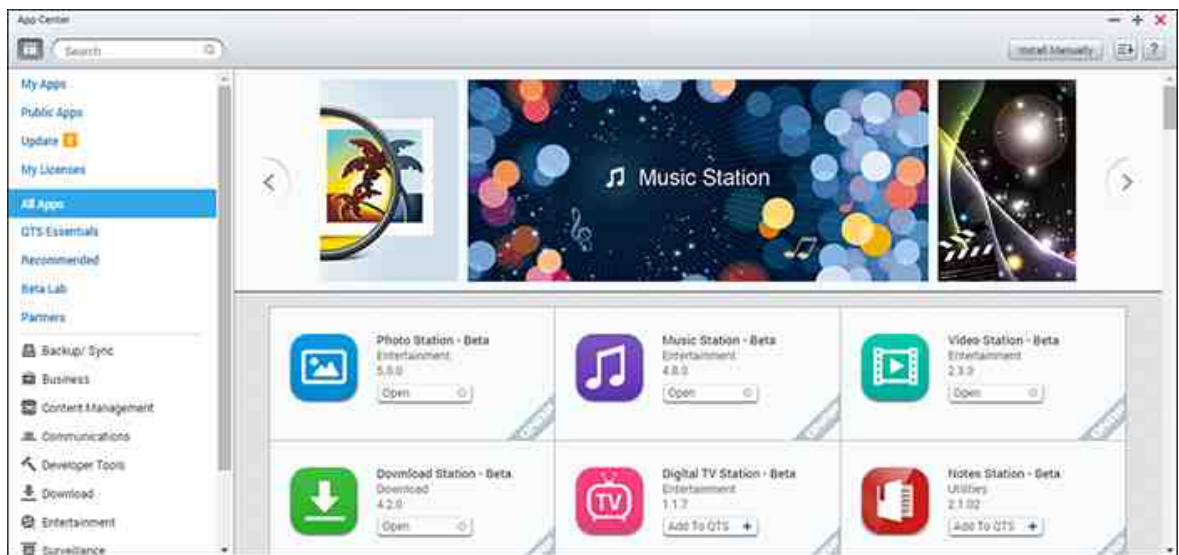 App Center
Search
Install Manually
?
My Apps
Public Apps
Update
My Licenses
All Apps
QTS Essentials
Recommended
Beta Lab
Partners
Backup/ Sync
Business
Content Management
Communications
Developer Tools
Download
Entertainment
Surveillance
Music Station
Photo Station - Beta
Entertainment
5.0.0
Open
Music Station - Beta
Entertainment
4.8.0
Open
Video Station - Beta
Entertainment
2.3.0
Open
Download Station - Beta
Download
4.2.0
Open
TV
Digital TV Station - Beta
Entertainment
1.1.7
Add To QTS +
Notes Station - Beta
Utilities
2.1.02
Add To QTS +